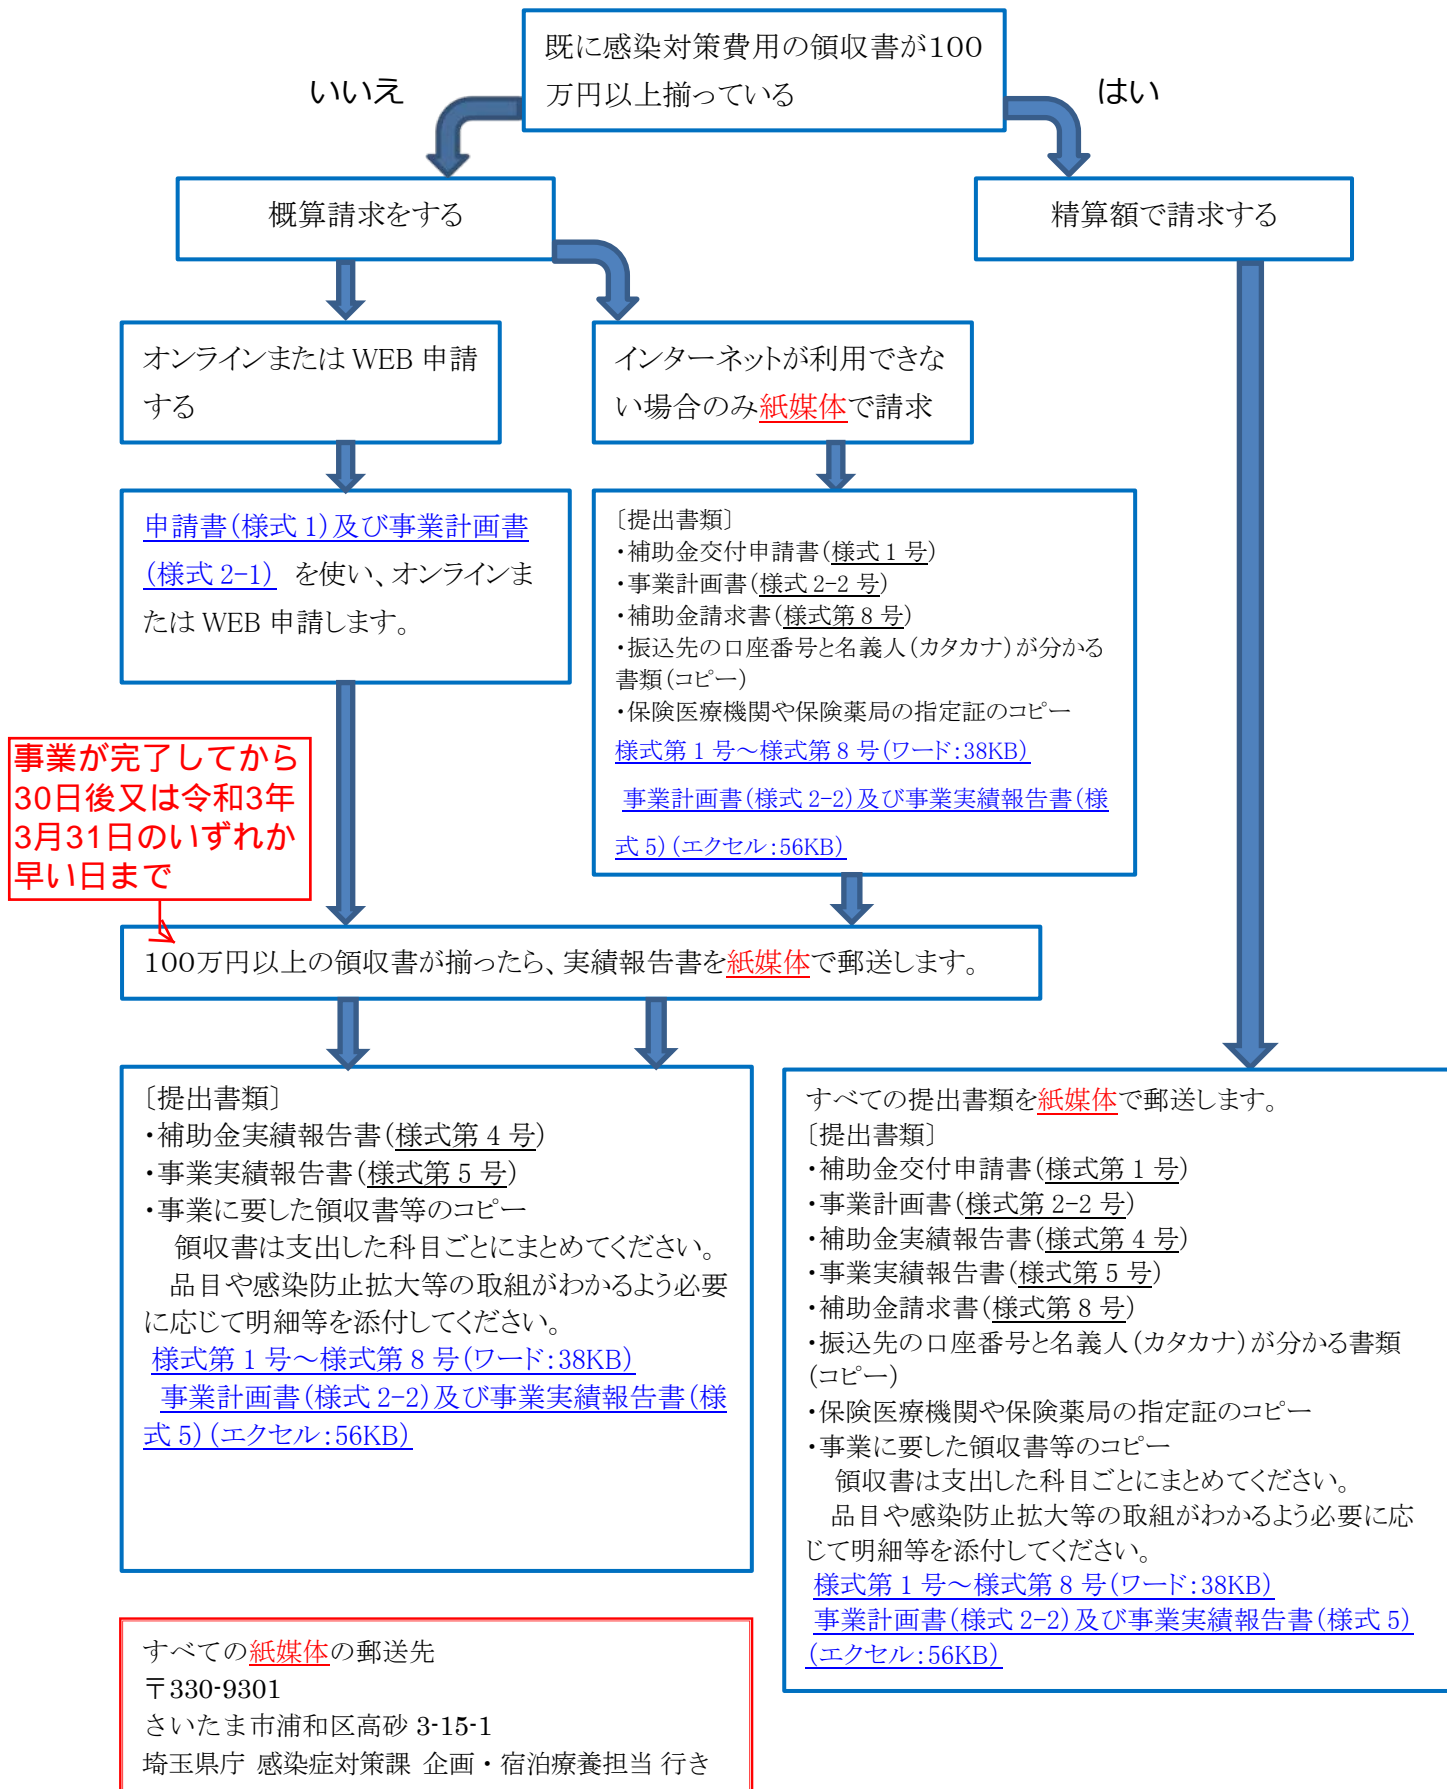 既に感染対策費用の領収書が100
万円以上揃っている
いいえ
はい
概算請求をする
精算額で請求する
オンラインまたは WEB 申請
する
インターネットが利用できな
い場合のみ紙媒体で請求
申請書(様式 1)及び事業計画書
(様式 2-1) を使い、オンラインま
たは WEB 申請します。
〔提出書類〕
・補助金交付申請書(様式 1 号)
・事業計画書(様式 2-2 号)
・補助金請求書(様式第 8 号)
・振込先の口座番号と名義人(カタカナ)が分かる
書類(コピー)
・保険医療機関や保険薬局の指定証のコピー
様式第 1 号～様式第 8 号(ワード:38KB)
事業計画書(様式 2-2)及び事業実績報告書(様
式 5)(エクセル:56KB)
事業が完了してから
30日後又は令和3年
3月31日のいずれか
早い日まで
100万円以上の領収書が揃ったら、実績報告書を紙媒体で郵送します。
〔提出書類〕
・補助金実績報告書(様式第 4 号)
・事業実績報告書(様式第 5 号)
・事業に要した領収書等のコピー
領収書は支出した科目ごとにまとめてください。
品目や感染防止拡大等の取組がわかるよう必要
に応じて明細等を添付してください。
様式第 1 号～様式第 8 号(ワード:38KB)
事業計画書(様式 2-2)及び事業実績報告書(様
式 5)(エクセル:56KB)
すべての提出書類を紙媒体で郵送します。
〔提出書類〕
・補助金交付申請書(様式第 1 号)
・事業計画書(様式第 2-2 号)
・補助金実績報告書(様式第 4 号)
・事業実績報告書(様式第 5 号)
・補助金請求書(様式第 8 号)
・振込先の口座番号と名義人(カタカナ)が分かる書類
(コピー)
・保険医療機関や保険薬局の指定証のコピー
・事業に要した領収書等のコピー
領収書は支出した科目ごとにまとめてください。
品目や感染防止拡大等の取組がわかるよう必要に応
じて明細等を添付してください。
様式第 1 号～様式第 8 号(ワード:38KB)
事業計画書(様式 2-2)及び事業実績報告書(様式 5)
(エクセル:56KB)
すべての紙媒体の郵送先
〒330-9301
さいたま市浦和区高砂 3-15-1
埼玉県庁 感染症対策課 企画・宿泊療養担当 行き